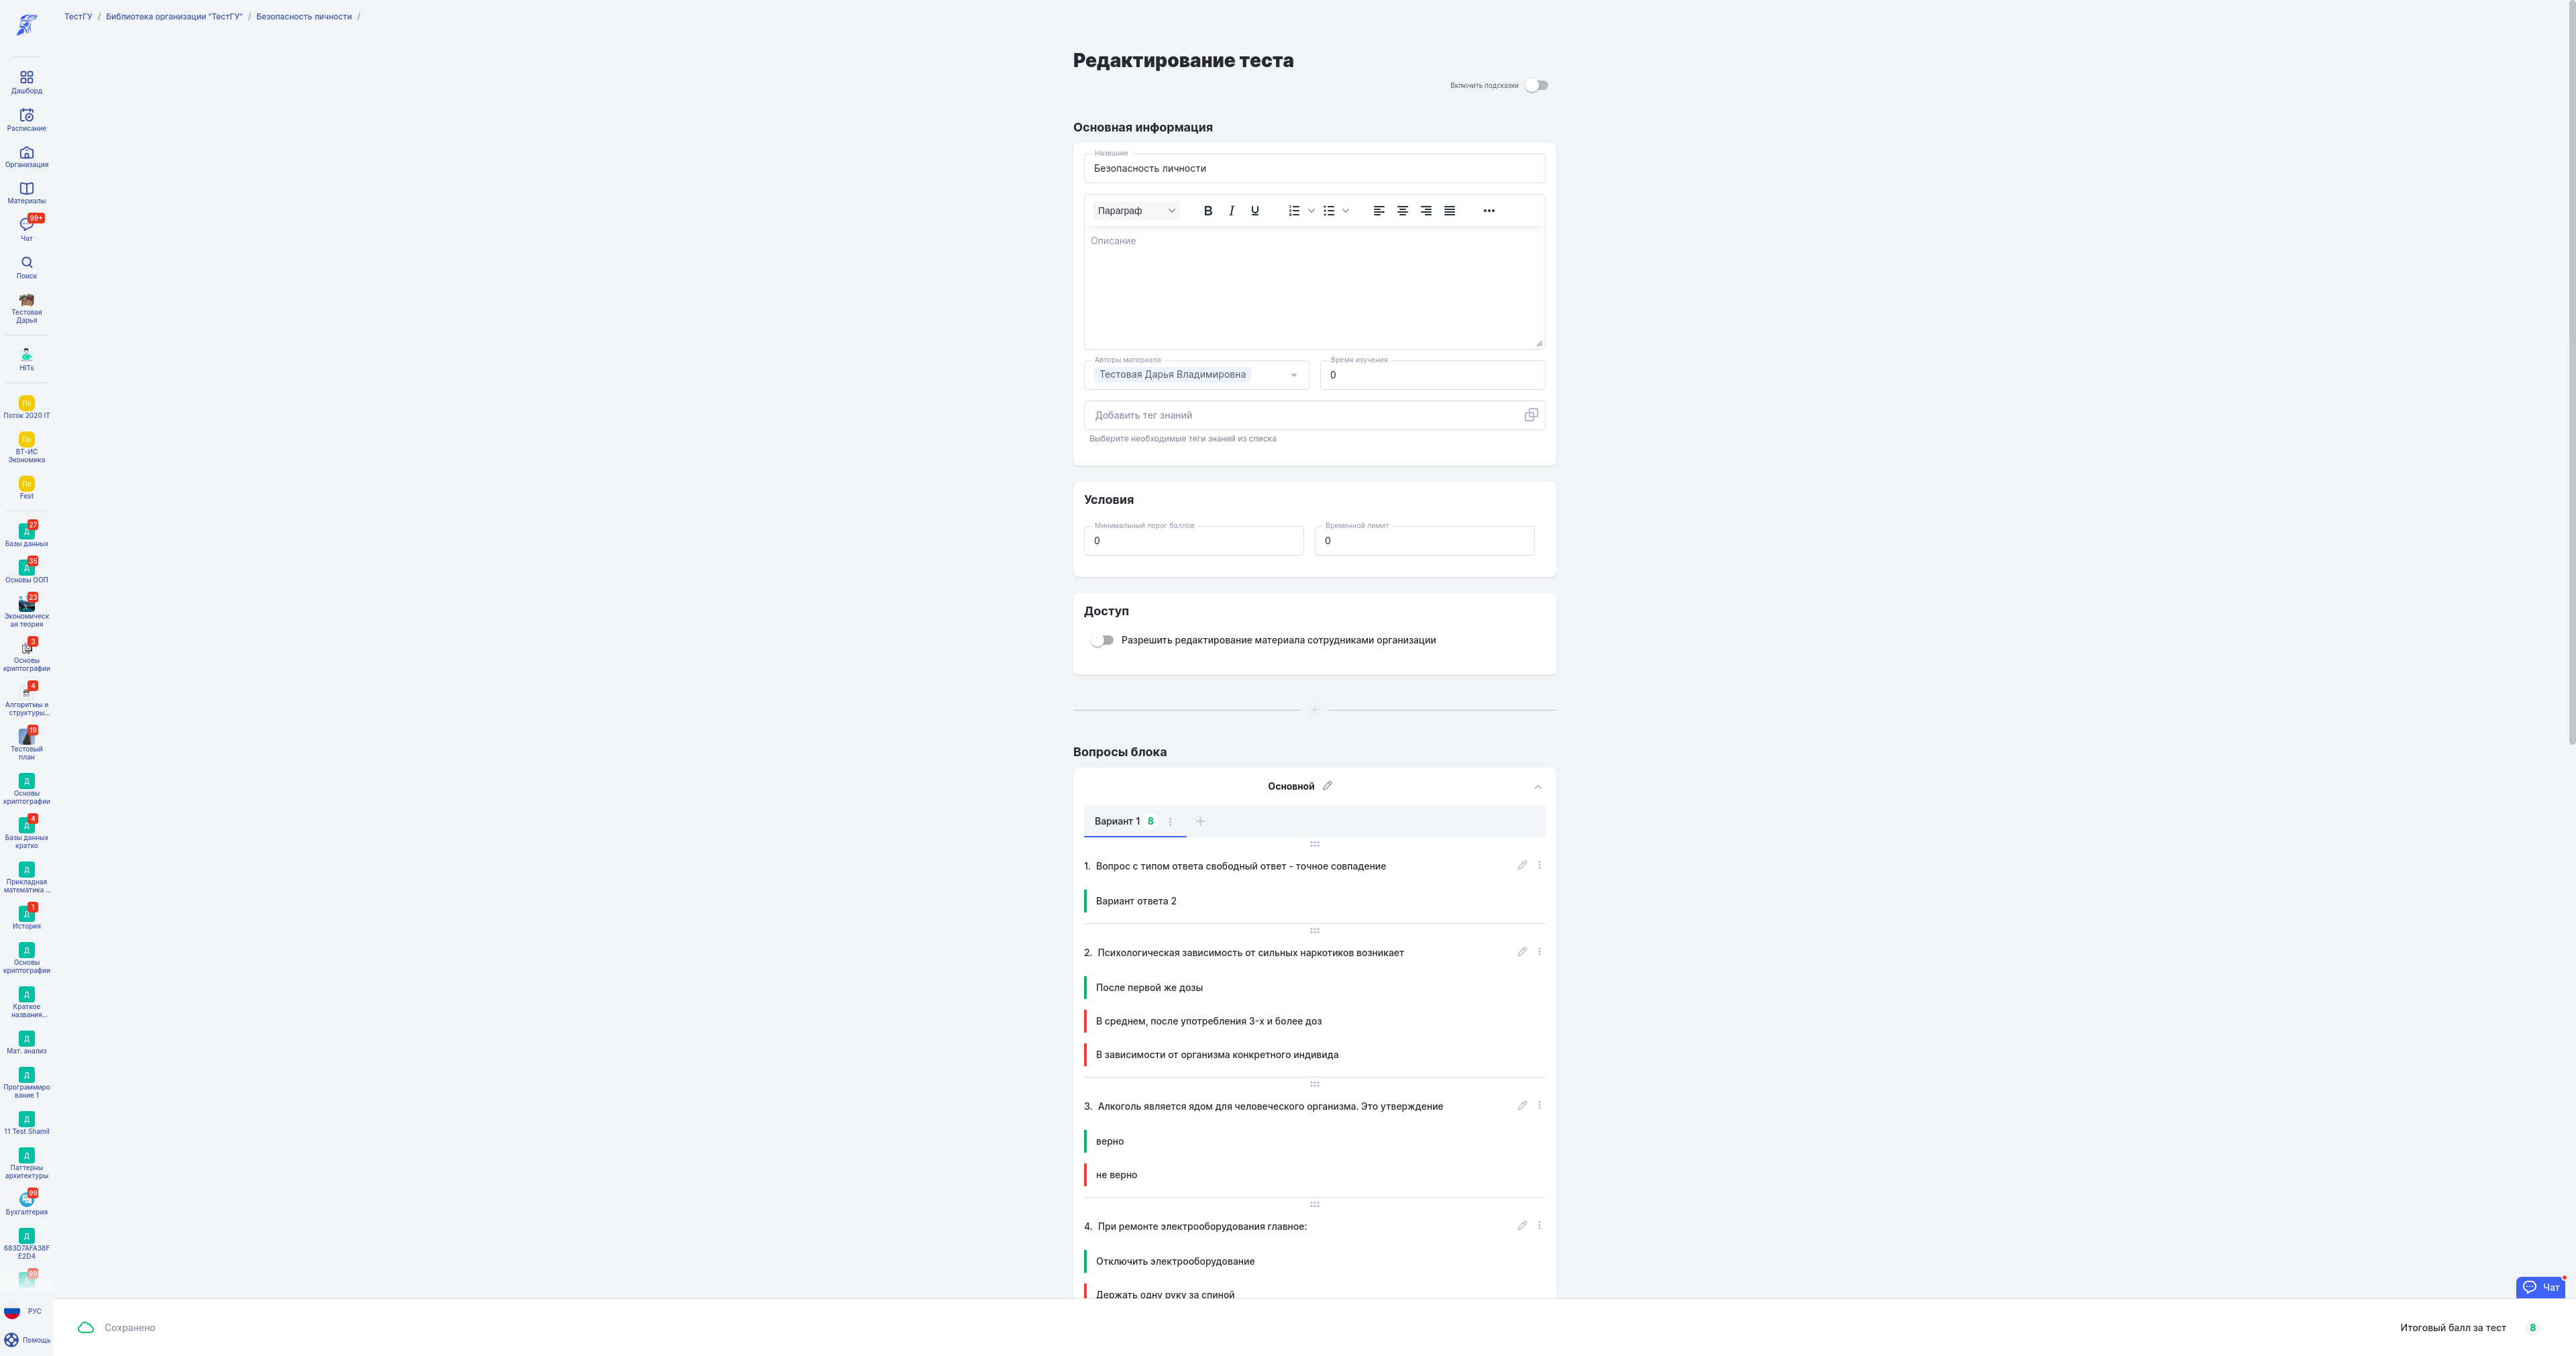 ТестГУ / Библиотека организации "ТестГУ" / Безопасность личности /
Дашборд
Расписание
Организация
Материалы
99+
Чат
Поиск
Тестовая
Дарья
HITs
По
Поток 2020 IT
По
ВТ-ИС
Экономика
По
Fest
27
Д
Базы данных
35
Д
Основы ООП
23
Экономическ
ая теория
3
Основы
криптографии
4
Алгоритмы и
структуры...
19
Тестовый
план
Д
Основы
криптографии
4
Д
Базы данных
кратко
Д
Прикладная
математика ...
1
Д
История
Д
Основы
криптографии
Д
Краткое
названия...
Д
Мат. анализ
Д
Программиро
вание 1
Д
11 Test Shamil
Д
Паттерны
архитектуры
99
Бухгалтерия
Д
683D7AFA38F
E2D4
99
Д
РУС
Помощь
Редактирование теста
Включить подсказки
Основная информация
Название
Безопасность личности
Параграф
B I U
Описание
Авторы материала
Тестовая Дарья Владимировна
Время изучения
0
Добавить тег знаний
Выберите необходимые теги знаний из списка
Условия
Минимальный порог баллов
0
Временной лимит
0
Доступ
Разрешить редактирование материала сотрудниками организации
Вопросы блока
Основной
Вариант 1 8
1. Вопрос с типом ответа свободный ответ - точное совпадение
Вариант ответа 2
2. Психологическая зависимость от сильных наркотиков возникает
После первой же дозы
В среднем, после употребления 3-х и более доз
В зависимости от организма конкретного индивида
3. Алкоголь является ядом для человеческого организма. Это утверждение
верно
не верно
4. При ремонте электрооборудования главное:
Отключить электрооборудование
Держать одну руку за спиной
Чат
Сохранено
Итоговый балл за тест 8